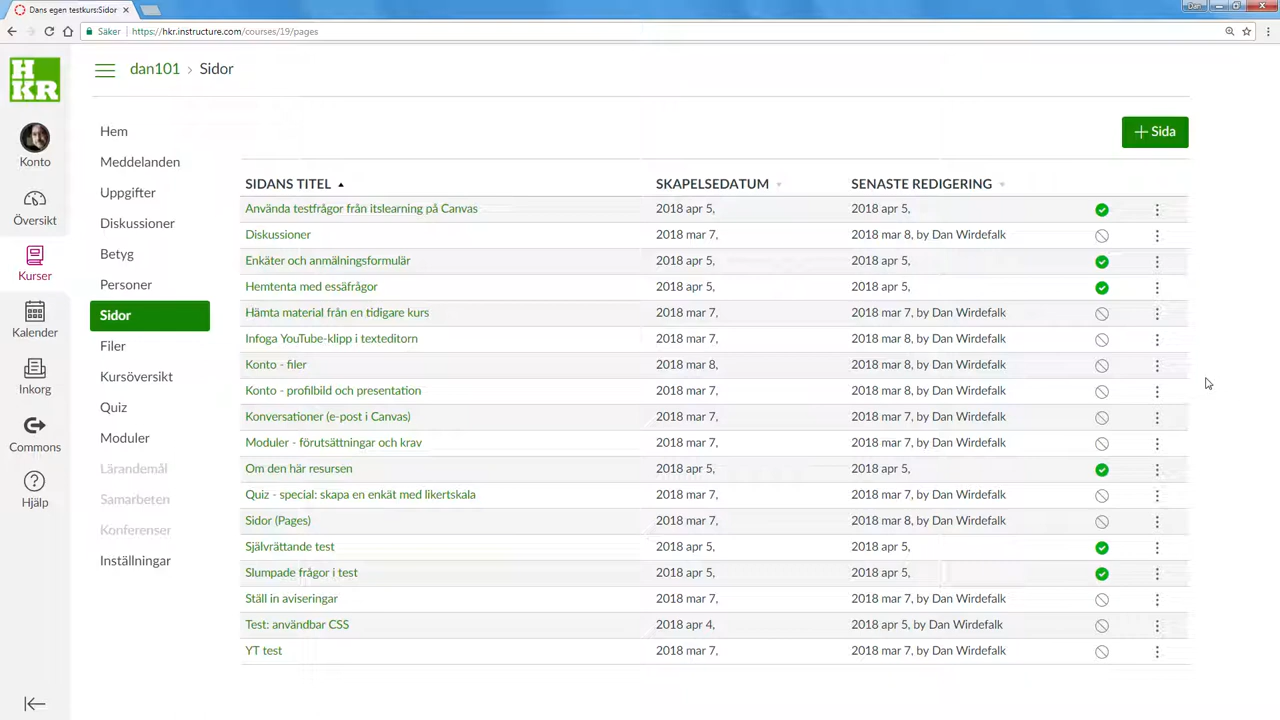 Dans egen testkurs:Sidor
Dan
Säker https://hkr.instructure.com/courses/19/pages
HKR
dan101 › Sidor
Konto
Översikt
Kurser
Kalender
Inkorg
Commons
Hjälp
Hem
Meddelanden
Uppgifter
Diskussioner
Betyg
Personer
Sidor
Filer
Kursöversikt
Quiz
Moduler
Lärandemål
Samarbeten
Konferenser
Inställningar
+ Sida
SIDANS TITEL SKAPELSEDATUM SENASTE REDIGERING
Använda testfrågor från itslearning på Canvas 2018 apr 5, 2018 apr 5,
Diskussioner 2018 mar 7, 2018 mar 8, by Dan Wirdefalk
Enkäter och anmälningsformulär 2018 apr 5, 2018 apr 5,
Hemtenta med essäfrågor 2018 apr 5, 2018 apr 5,
Hämta material från en tidigare kurs 2018 mar 7, 2018 mar 8, by Dan Wirdefalk
Infoga YouTube-klipp i texteditorn 2018 mar 7, 2018 mar 8, by Dan Wirdefalk
Konto - filer 2018 mar 8, 2018 mar 8, by Dan Wirdefalk
Konto - profilbild och presentation 2018 mar 7, 2018 mar 8, by Dan Wirdefalk
Konversationer (e-post i Canvas) 2018 mar 7, 2018 mar 7, by Dan Wirdefalk
Moduler - förutsättningar och krav 2018 mar 7, 2018 mar 7, by Dan Wirdefalk
Om den här resursen 2018 apr 5, 2018 apr 5,
Quiz - special: skapa en enkät med likertskala 2018 mar 7, 2018 mar 7, by Dan Wirdefalk
Sidor (Pages) 2018 mar 7, 2018 mar 8, by Dan Wirdefalk
Självrättande test 2018 apr 5, 2018 apr 5,
Slumpade frågor i test 2018 apr 5, 2018 apr 5,
Ställ in aviseringar 2018 mar 7, 2018 mar 7, by Dan Wirdefalk
Test: användbar CSS 2018 apr 4, 2018 apr 5, by Dan Wirdefalk
YT test 2018 mar 7, 2018 mar 7, by Dan Wirdefalk